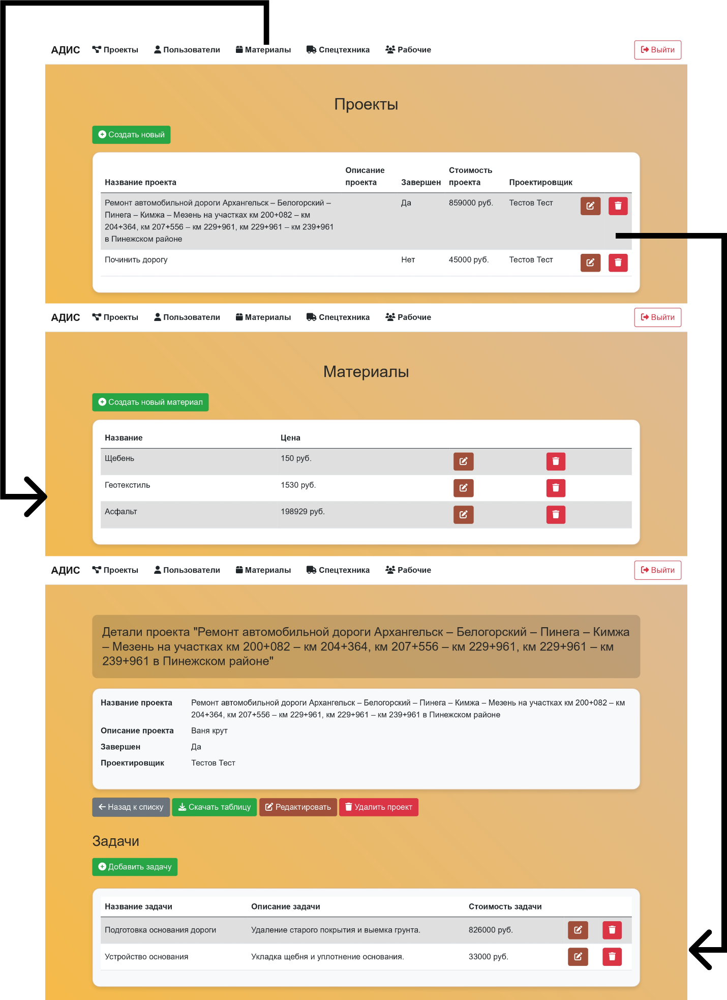 АДИС Проекты Пользователи Материалы Спецтехника Рабочие Выйти
Проекты
Создать новый
Название проекта Описание проекта Завершен Стоимость проекта Проектировщик
Ремонт автомобильной дороги Архангельск – Белогорский – Да 859000 руб. Тестов Тест
Пинега – Кимжа – Мезень на участках км 200+082 – км
204+364, км 207+556 – км 229+961, км 229+961 – км 239+961
в Пинежском районе
Починить дорогу Нет 45000 руб. Тестов Тест
АДИС Проекты Пользователи Материалы Спецтехника Рабочие Выйти
Материалы
Создать новый материал
Название Цена
Щебень 150 руб.
Геотекстиль 1530 руб.
Асфальт 198929 руб.
АДИС Проекты Пользователи Материалы Спецтехника Рабочие Выйти
Детали проекта "Ремонт автомобильной дороги Архангельск – Белогорский – Пинега – Кимжа
– Мезень на участках км 200+082 – км 204+364, км 207+556 – км 229+961, км 229+961 – км
239+961 в Пинежском районе"
Название проекта Ремонт автомобильной дороги Архангельск – Белогорский – Пинега – Кимжа – Мезень на участках км 200+082 – км
204+364, км 207+556 – км 229+961, км 229+961 – км 239+961 в Пинежском районе
Описание проекта Ваня крут
Завершен Да
Проектировщик Тестов Тест
Назад к списку Скачать таблицу Редактировать Удалить проект
Задачи
Добавить задачу
Название задачи Описание задачи Стоимость задачи
Подготовка основания дороги Удаление старого покрытия и выемка грунта. 826000 руб.
Устройство основания Укладка щебня и уплотнение основания. 33000 руб.